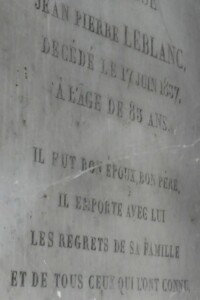 JEAN PIERRE LEBLANC,
DÉCÉDÉ LE 17 JUIN 1837,
À L'ÂGE DE 85 ANS.
IL FUT BON ÉPOUX, BON PÈRE,
IL EMPORTE AVEC LUI
LES REGRETS DE SA FAMILLE
ET DE TOUS CEUX QUI L'ONT CONNU.